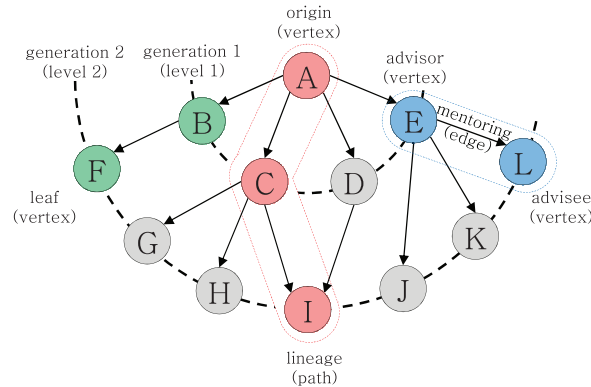 origin
(vertex)
generation 2
(level 2)
generation 1
(level 1)
advisor
(vertex)
A
B
E
mentoring
(edge)
F
C
D
L
leaf
(vertex)
advisee
(vertex)
G
K
H
I
J
lineage
(path)